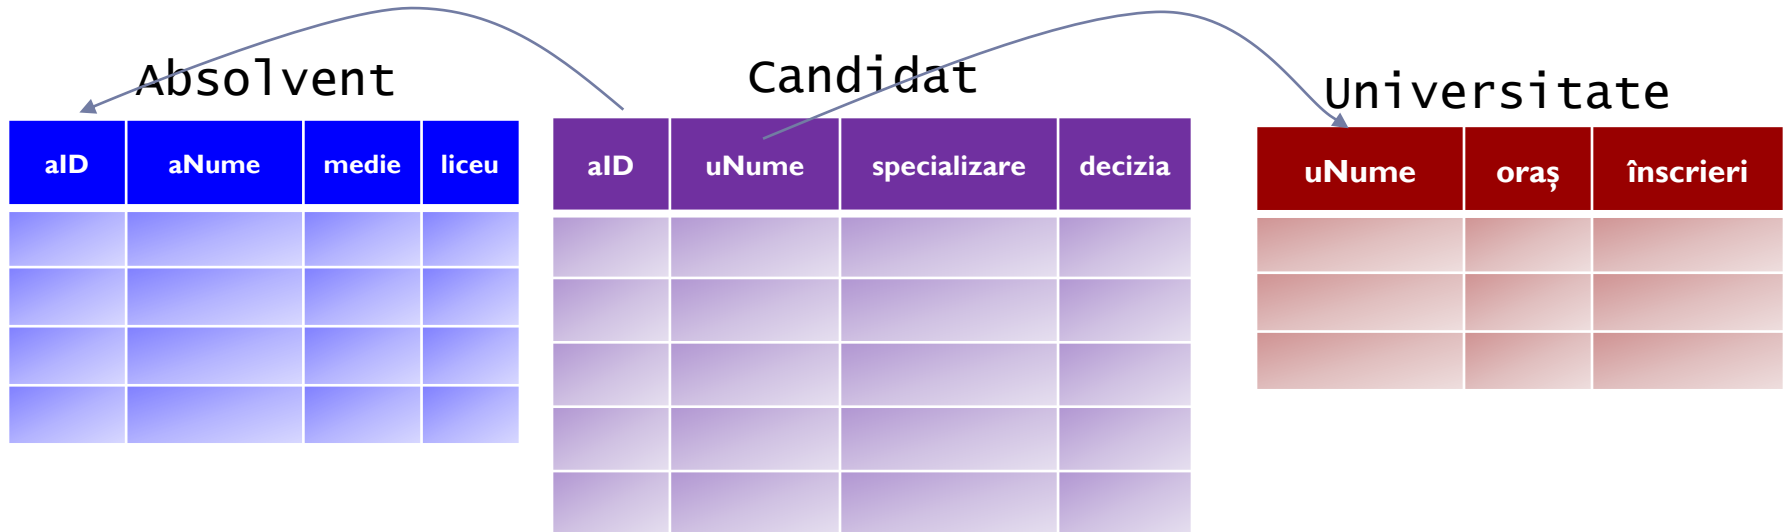 Absolvent
aID aNume medie liceu
Candidat
aID uNume specializare decizia
Universitate
uNume oraș înscrieri